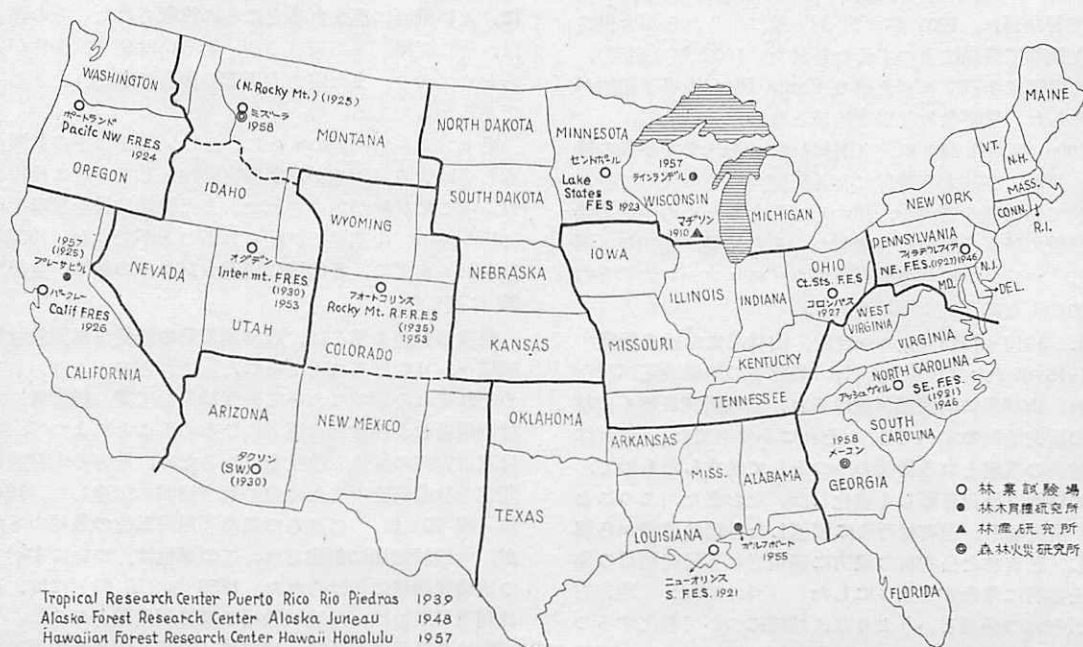 WASHINGTON
ポートランド
Pacific NW F.RES
1924
OREGON
(N. Rocky Mt.) (1925)
ミズーラ
1958
MONTANA
IDAHO
NORTH DAKOTA
SOUTH DAKOTA
WYOMING
NEBRASKA
KANSAS
1957
(1925)
プレーサビル
バークレー
Calif FRES
1926
CALIFORNIA
NEVADA
オグデン
Inter mt. FRES
(1930)
1953
UTAH
フォートコリンス
Rocky Mt. R.F.RES
(1935)
1953
COLORADO
ARIZONA
NEW MEXICO
ダクソン
(SW)
(1930)
OKLAHOMA
TEXAS
MINNESOTA
セントポール
Lake
States
FES 1923
1957
ラインランデル
WISCONSIN
マヂソン
1910
MICHIGAN
IOWA
ILLINOIS
INDIANA
OHIO
Ct. Sts. F.E.S
コロンバス
1927
MISSOURI
KENTUCKY
TENNESSEE
ARKANSAS
MISS.
ALABAMA
LOUISIANA
ガルフポート
1955
ニューオリンス
S. F.ES. 1921
1958
メーコン
GEORGIA
FLORIDA
MAINE
VT.
N.H.
MASS.
CONN.
R.I.
NEW YORK
PENNSYLVANIA
フィラデルフィア
NE. F.ES. (1927) 1946
N.J.
MD.
DEL.
WEST
VIRGINIA
VIRGINIA
NORTH CAROLINA
アッシュヴィル
SE. FES.
(1921)
1946
SOUTH
CAROLINA
林業試験場
林木育種研究所
林産研究所
森林火災研究所
Tropical Research Center Puerto Rico Rio Piedras 1939
Alaska Forest Research Center Alaska Juneau 1948
Hawaiian Forest Research Center Hawaii Honolulu 1957